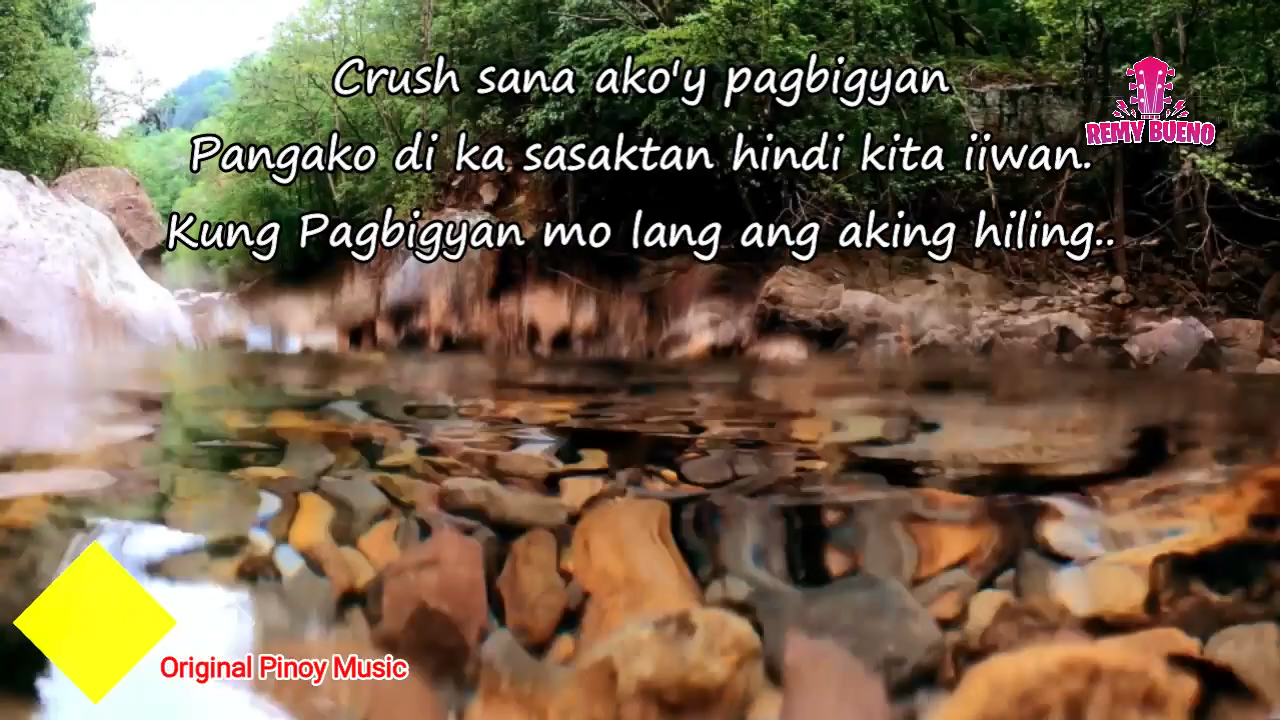 Crush sana ako'y pagbigyan
Pangako di ka sasaktan hindi kita iiwan.
Kung Pagbigyan mo lang ang aking hiling..
REMY BUENO
Original Pinoy Music